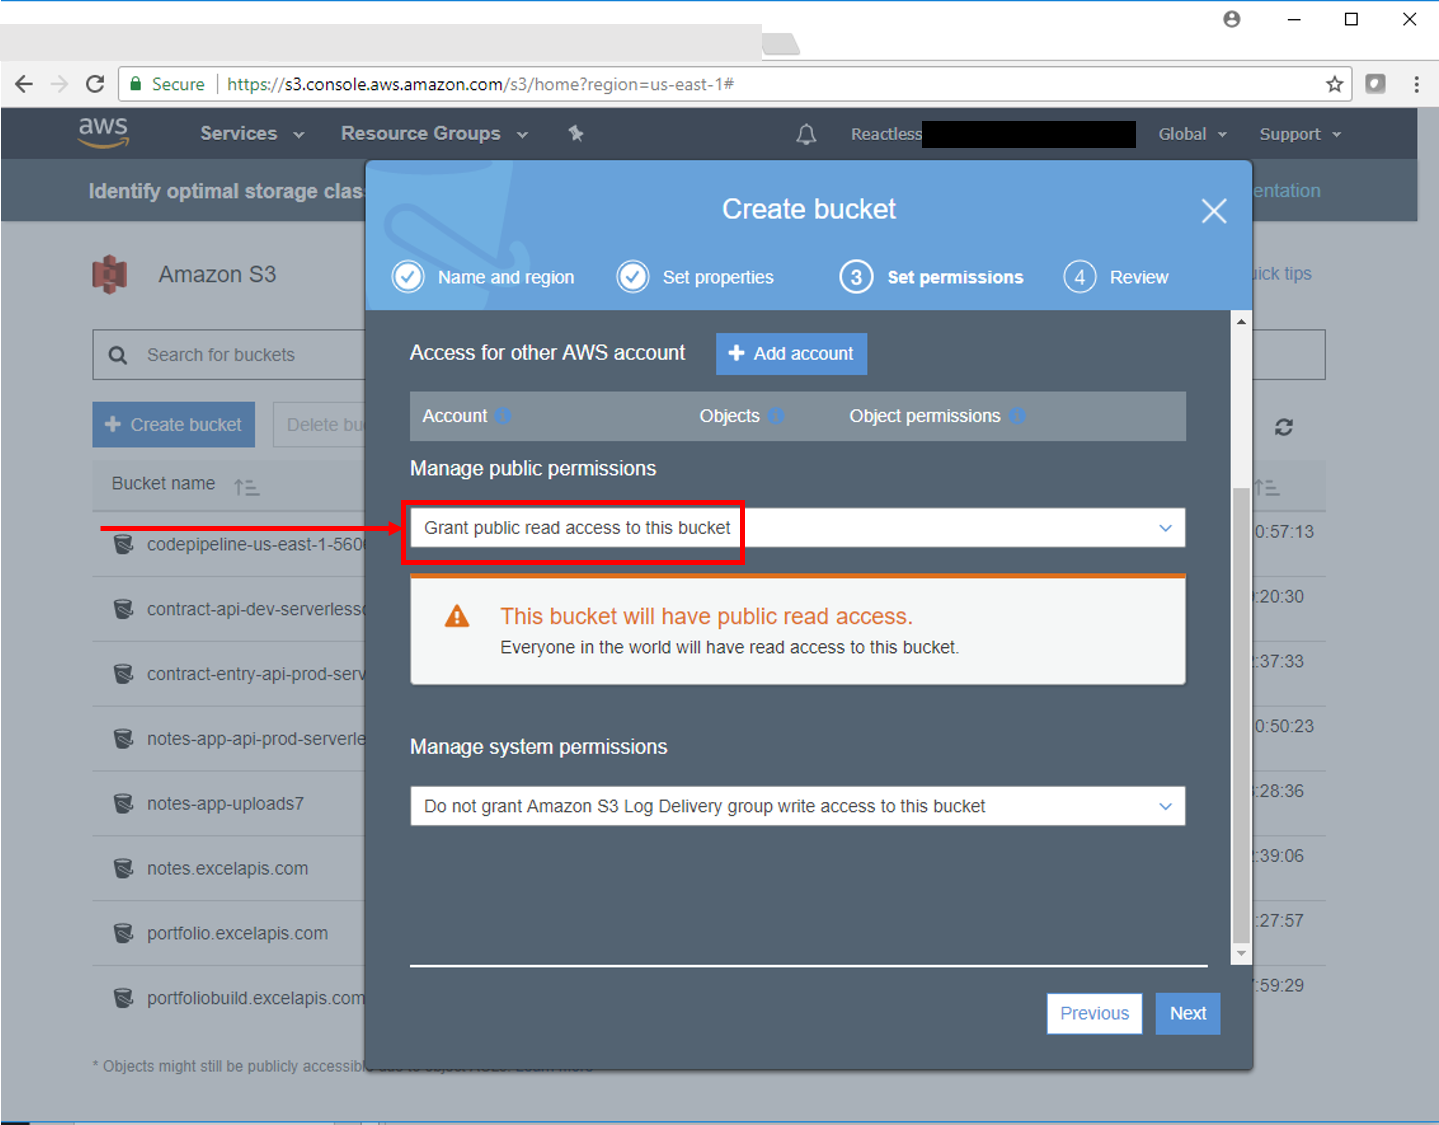 Secure https://s3.console.aws.amazon.com/s3/home?region=us-east-1#
aws Services Resource Groups Reactless Global Support
Identify optimal storage clas entation
Create bucket
Name and region Set properties 3 Set permissions 4 Review
Amazon S3 uick tips
Search for buckets
Access for other AWS account Add account
Create bucket Delete bu
Account Objects Object permissions
Manage public permissions
Bucket name
Grant public read access to this bucket
codepipeline-us-east-1-560 0:57:13
contract-api-dev-serverless :20:30
This bucket will have public read access.
Everyone in the world will have read access to this bucket.
contract-entry-api-prod-serv :37:33
notes-app-api-prod-serverle 0:50:23
Manage system permissions
notes-app-uploads7 :28:36
Do not grant Amazon S3 Log Delivery group write access to this bucket
notes.excelapis.com :39:06
portfolio.excelapis.com :27:57
portfoliobuild.excelapis.com :59:29
Previous Next
* Objects might still be publicly accessibl